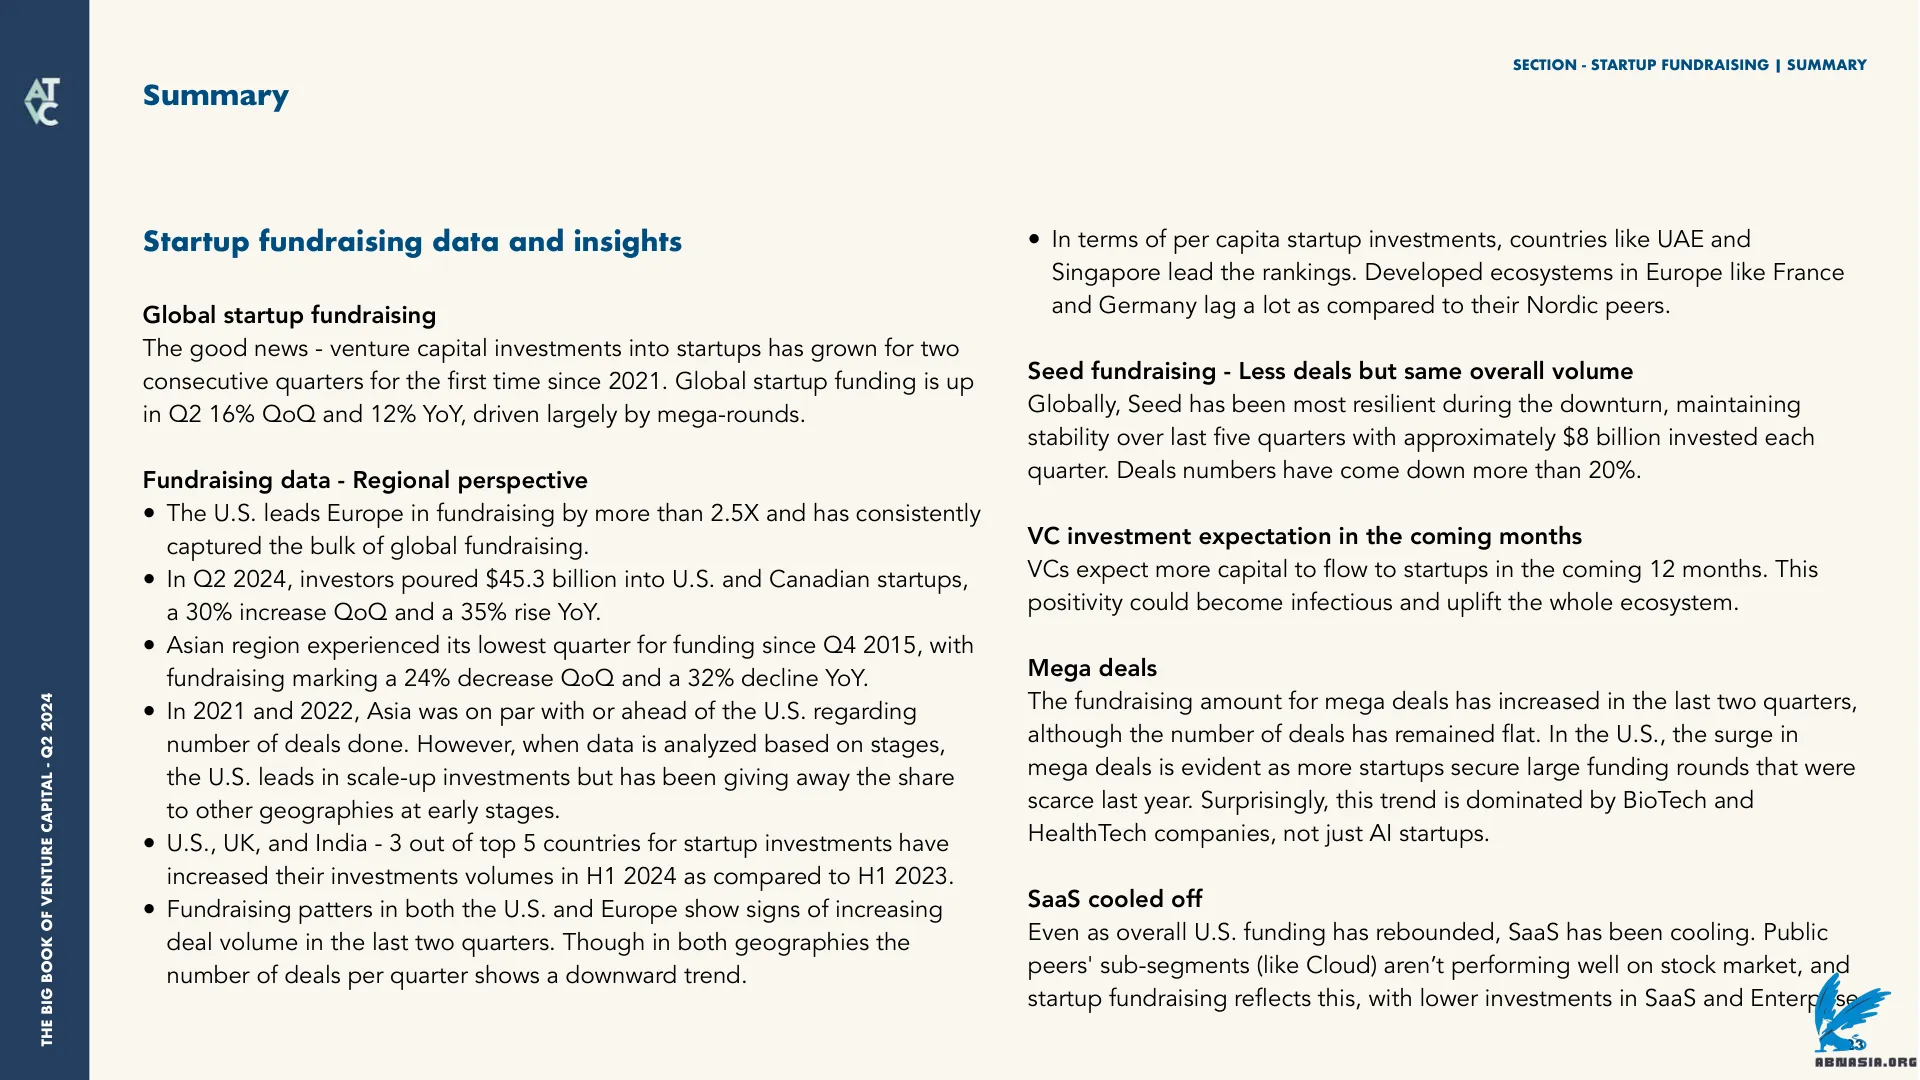 SECTION - STARTUP FUNDRAISING | SUMMARY
ATVC
Summary
Startup fundraising data and insights
Global startup fundraising
The good news - venture capital investments into startups has grown for two
consecutive quarters for the first time since 2021. Global startup funding is up
in Q2 16% QoQ and 12% YoY, driven largely by mega-rounds.
Fundraising data - Regional perspective
• The U.S. leads Europe in fundraising by more than 2.5X and has consistently
captured the bulk of global fundraising.
• In Q2 2024, investors poured $45.3 billion into U.S. and Canadian startups,
a 30% increase QoQ and a 35% rise YoY.
• Asian region experienced its lowest quarter for funding since Q4 2015, with
fundraising marking a 24% decrease QoQ and a 32% decline YoY.
• In 2021 and 2022, Asia was on par with or ahead of the U.S. regarding
number of deals done. However, when data is analyzed based on stages,
the U.S. leads in scale-up investments but has been giving away the share
to other geographies at early stages.
• U.S., UK, and India - 3 out of top 5 countries for startup investments have
increased their investments volumes in H1 2024 as compared to H1 2023.
• Fundraising patters in both the U.S. and Europe show signs of increasing
deal volume in the last two quarters. Though in both geographies the
number of deals per quarter shows a downward trend.
• In terms of per capita startup investments, countries like UAE and
Singapore lead the rankings. Developed ecosystems in Europe like France
and Germany lag a lot as compared to their Nordic peers.
Seed fundraising - Less deals but same overall volume
Globally, Seed has been most resilient during the downturn, maintaining
stability over last five quarters with approximately $8 billion invested each
quarter. Deals numbers have come down more than 20%.
VC investment expectation in the coming months
VCs expect more capital to flow to startups in the coming 12 months. This
positivity could become infectious and uplift the whole ecosystem.
Mega deals
The fundraising amount for mega deals has increased in the last two quarters,
although the number of deals has remained flat. In the U.S., the surge in
mega deals is evident as more startups secure large funding rounds that were
scarce last year. Surprisingly, this trend is dominated by BioTech and
HealthTech companies, not just AI startups.
SaaS cooled off
Even as overall U.S. funding has rebounded, SaaS has been cooling. Public
peers' sub-segments (like Cloud) aren’t performing well on stock market, and
startup fundraising reflects this, with lower investments in SaaS and Enterprise
23
ABNASIA.ORG
THE BIG BOOK OF VENTURE CAPITAL - Q2 2024